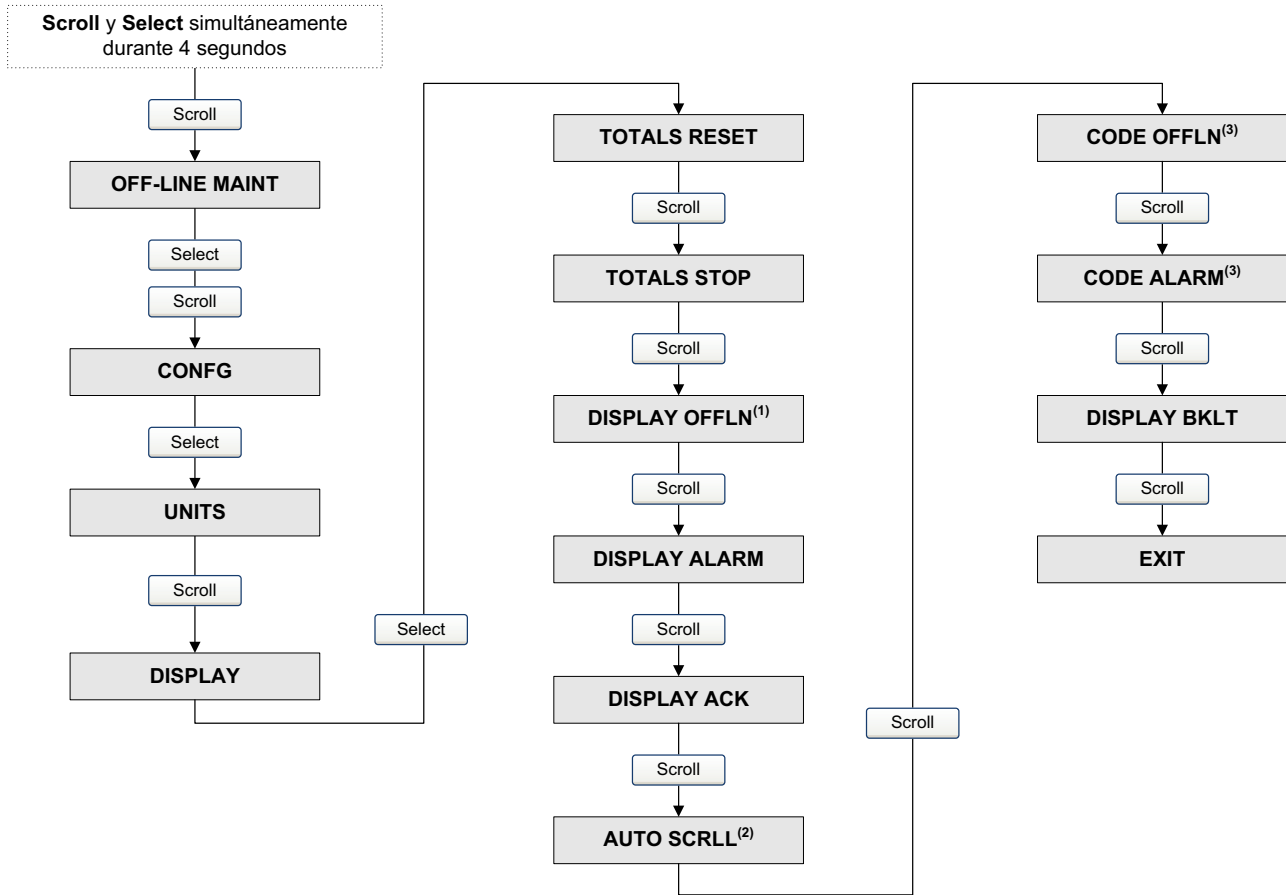 Scroll y Select simultáneamente
durante 4 segundos
Scroll
OFF-LINE MAINT
Select
Scroll
CONFG
Select
UNITS
Scroll
DISPLAY
Select
TOTALS RESET
Scroll
TOTALS STOP
Scroll
DISPLAY OFFLN(1)
Scroll
DISPLAY ALARM
Scroll
DISPLAY ACK
Scroll
AUTO SCRLL(2)
Scroll
CODE OFFLN(3)
Scroll
CODE ALARM(3)
Scroll
DISPLAY BKLT
Scroll
EXIT